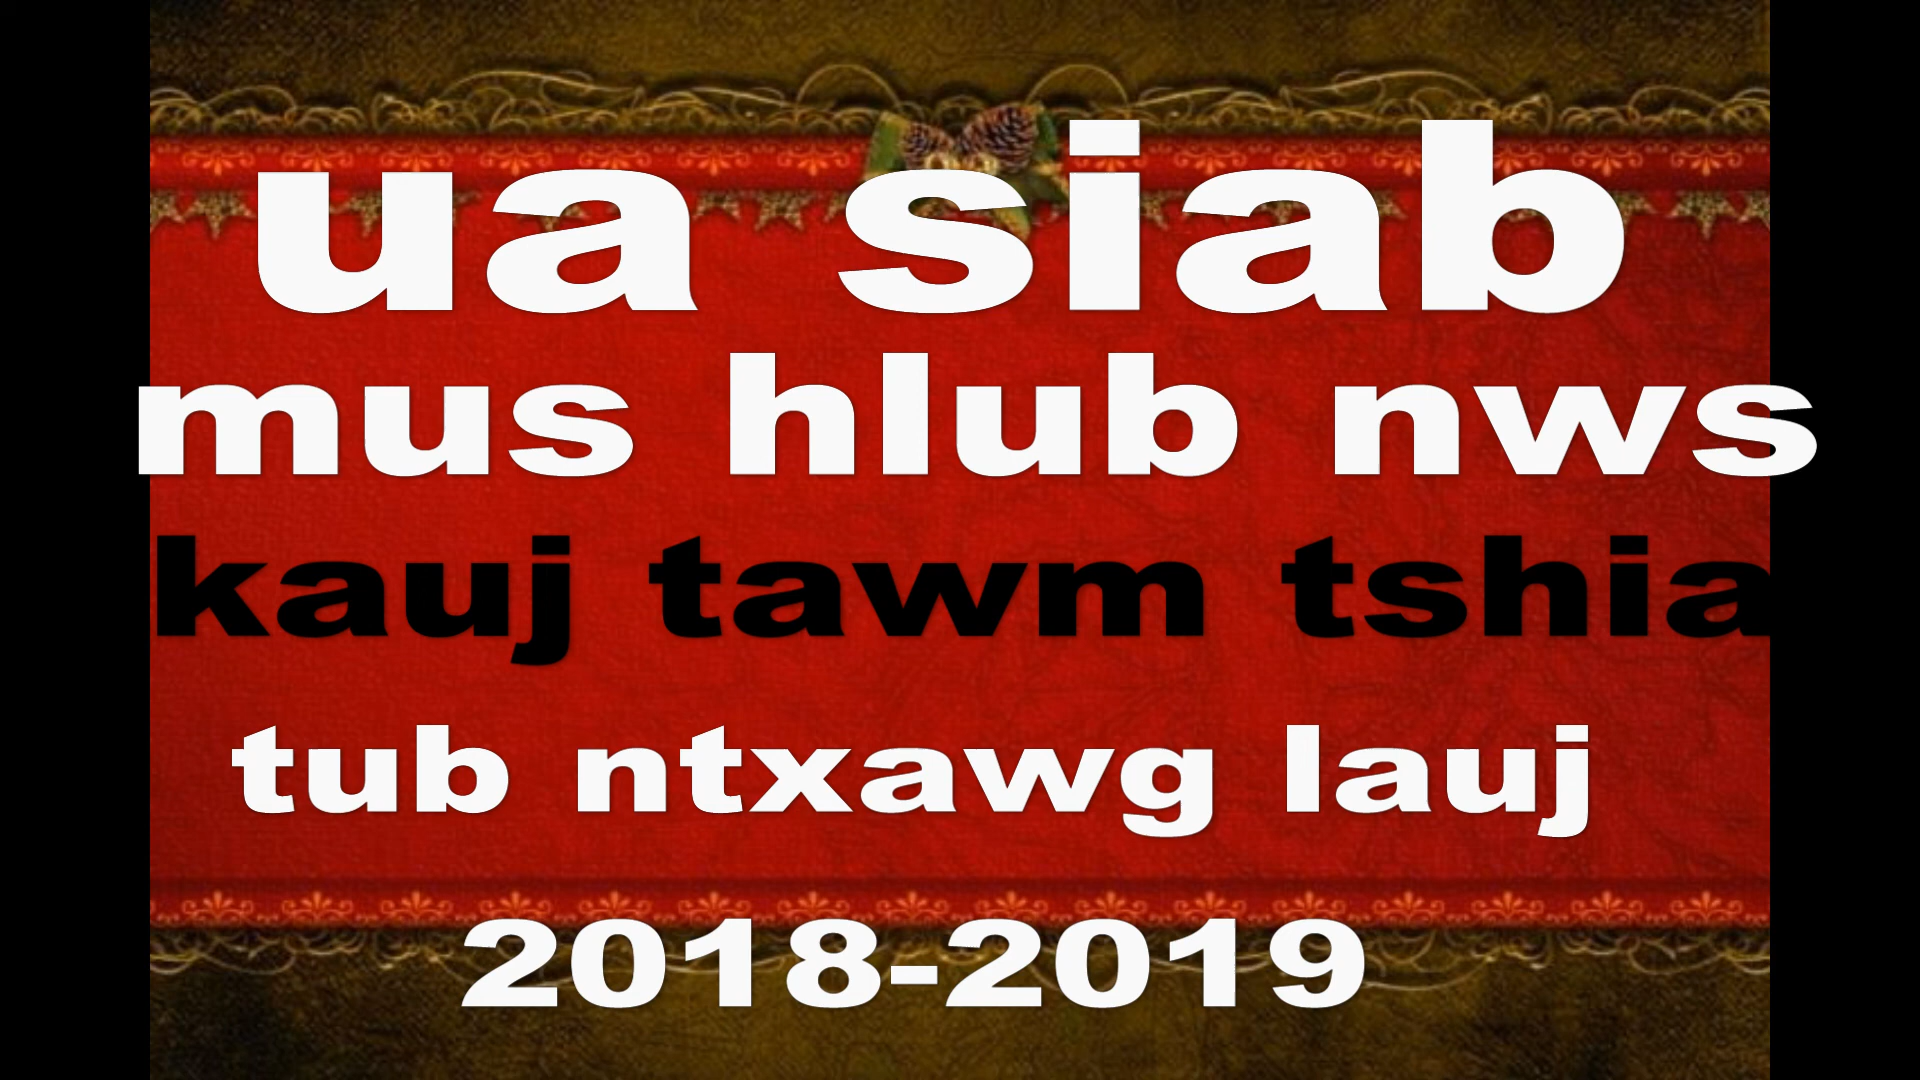 ua siab
mus hlub nws
kauj tawm tshia
tub ntxawg lauj
2018-2019